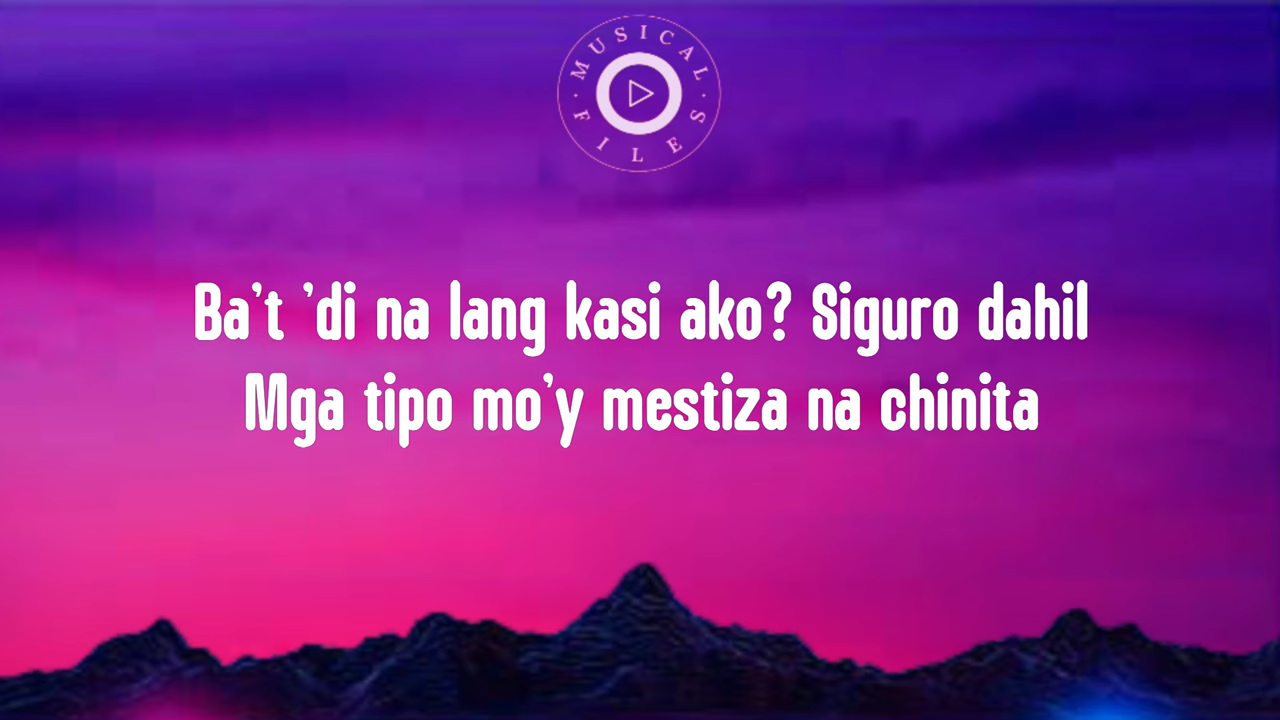 MUSICAL
FILES
Ba't 'di na lang kasi ako? Siguro dahil
Mga tipo mo'y mestiza na chinita